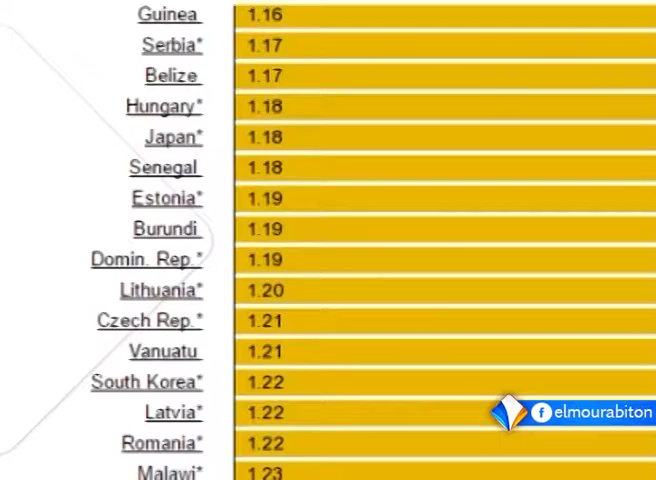 Guinea 1.16
Serbia* 1.17
Belize 1.17
Hungary* 1.18
Japan* 1.18
Senegal 1.18
Estonia* 1.19
Burundi 1.19
Domin. Rep.* 1.19
Lithuania* 1.20
Czech Rep.* 1.21
Vanuatu 1.21
South Korea* 1.22
Latvia* 1.22
f elmourabiton
Romania* 1.22
Malawi* 1.23